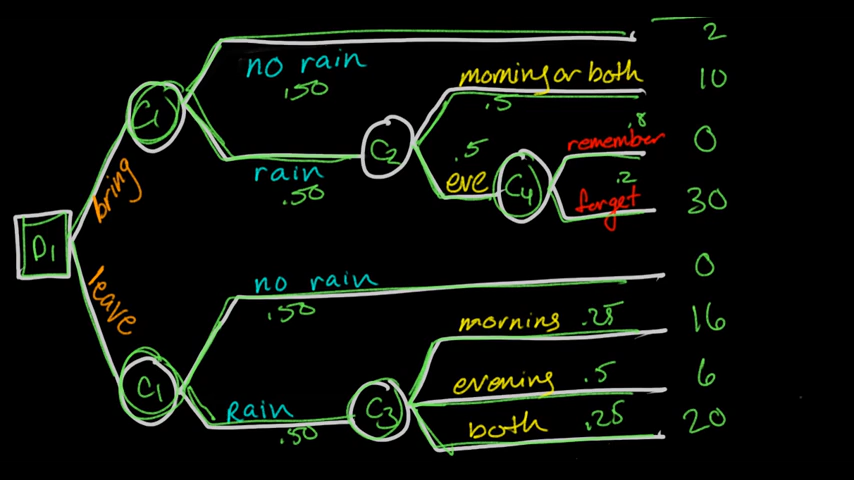 2
no rain
.50
morning or both
10
.5
C1
C2
.8
remember
0
bring
rain
.50
.5
eve
C4
.2
forget
30
D1
leave
no rain
.50
0
morning .25
16
C1
evening .5
6
Rain
.50
C3
both .25
20